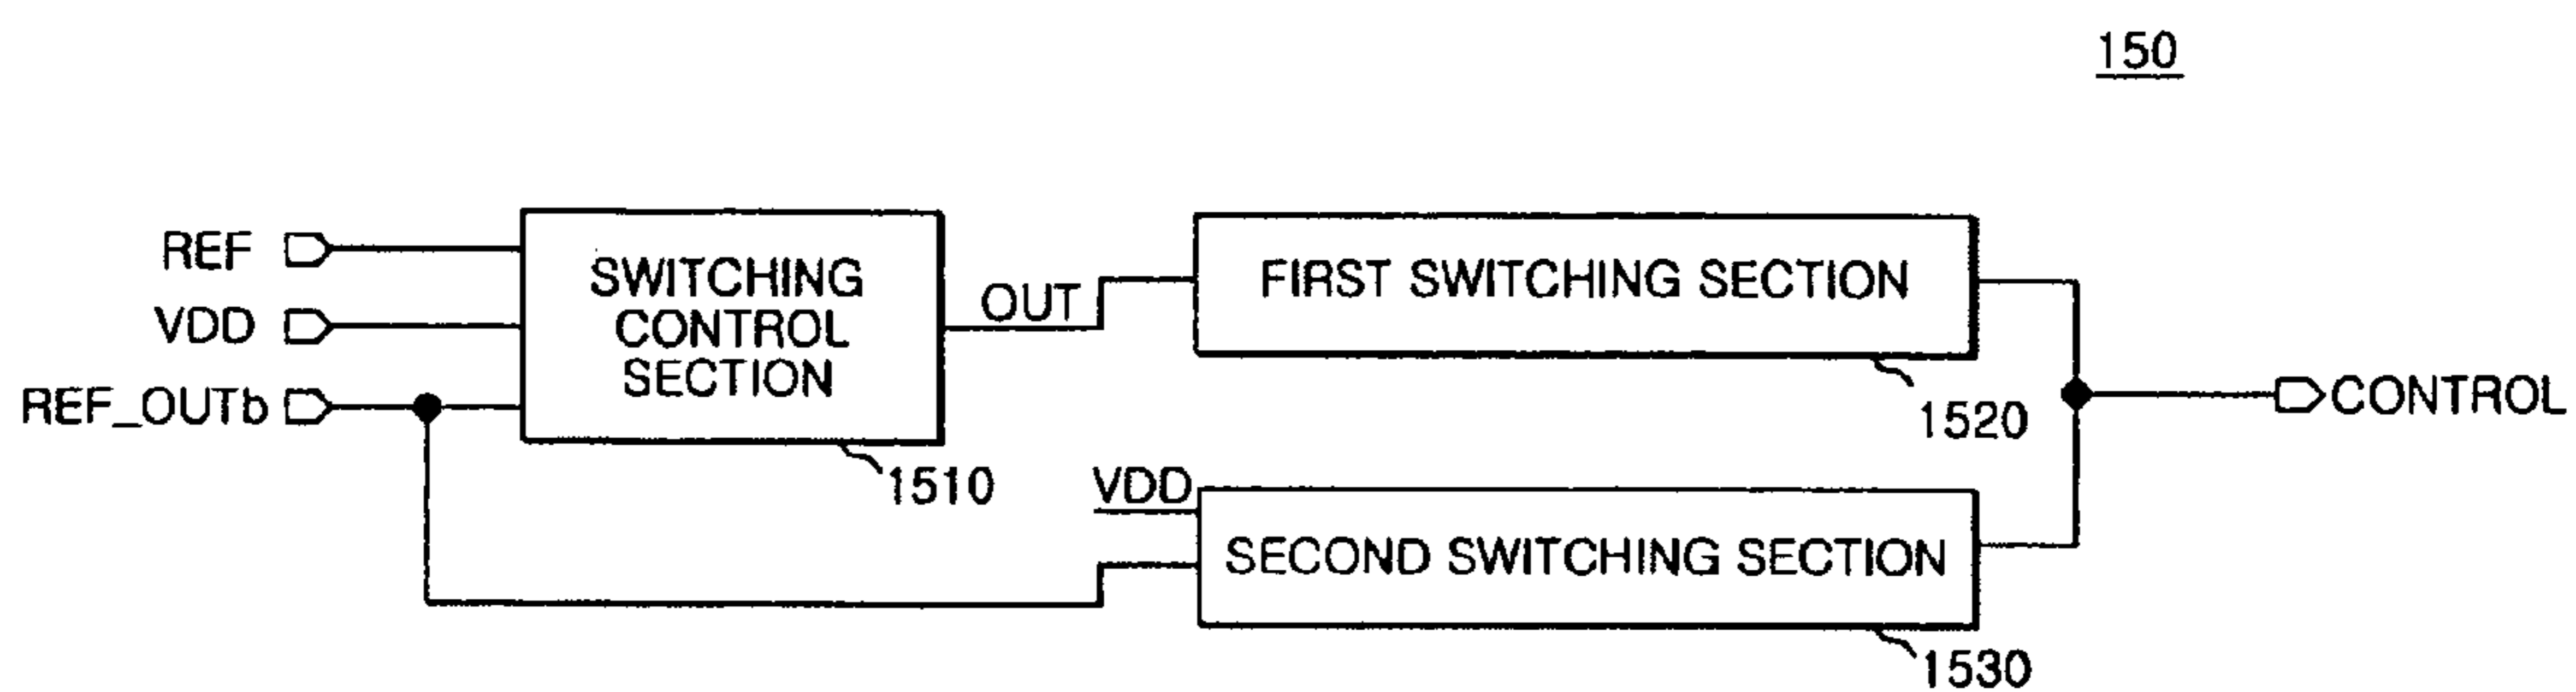 150
REF
VDD
REF_OUTb
SWITCHING
CONTROL
SECTION
1510
OUT
FIRST SWITCHING SECTION
1520
VDD
SECOND SWITCHING SECTION
1530
CONTROL